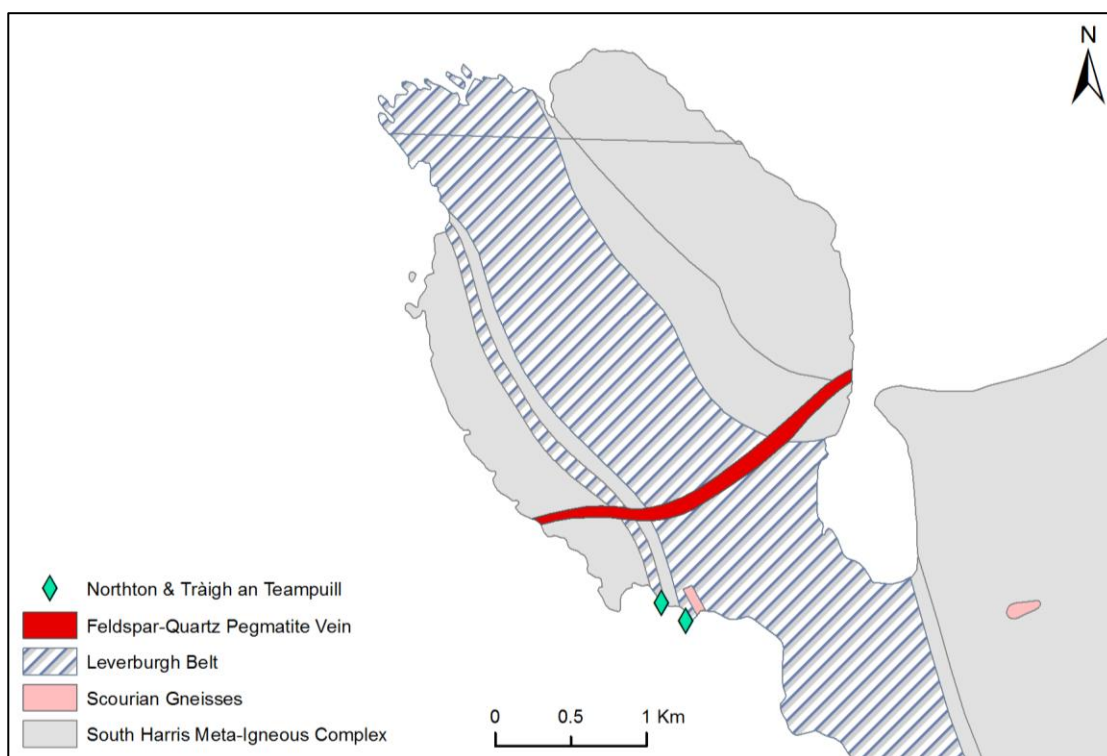 N
Northton & Tràigh an Teampuill
Feldspar-Quartz Pegmatite Vein
Leverburgh Belt
Scourian Gneisses
South Harris Meta-Igneous Complex
0 0.5 1 Km